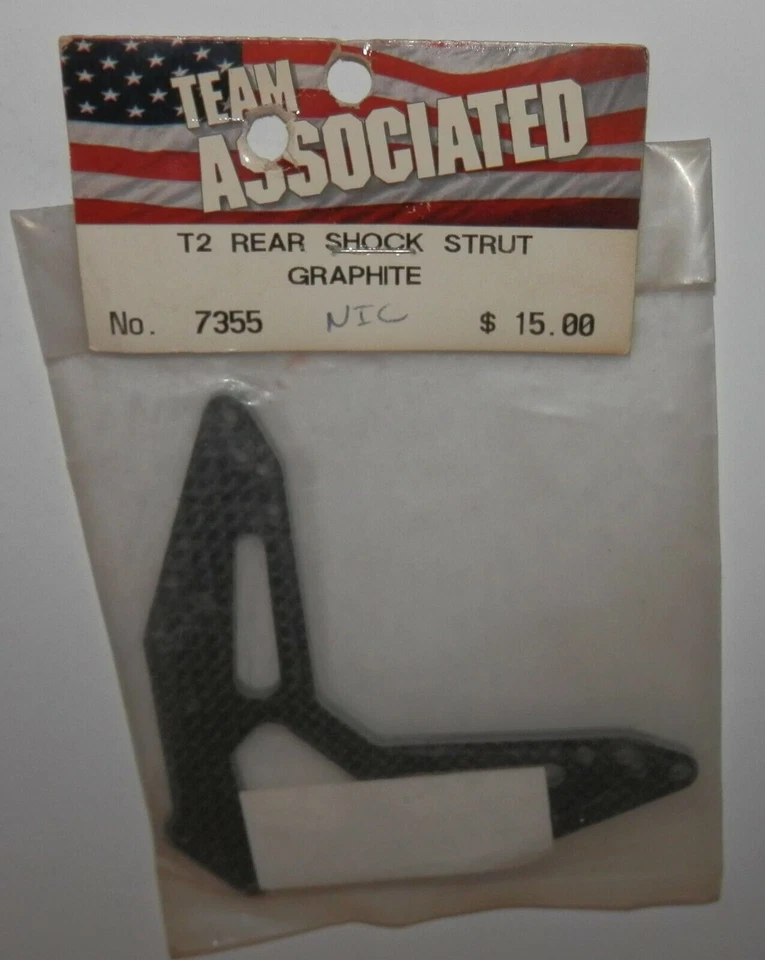 TEAM
ASSOCIATED
T2 REAR SHOCK STRUT
GRAPHITE
No. 7355 NIC $ 15.00